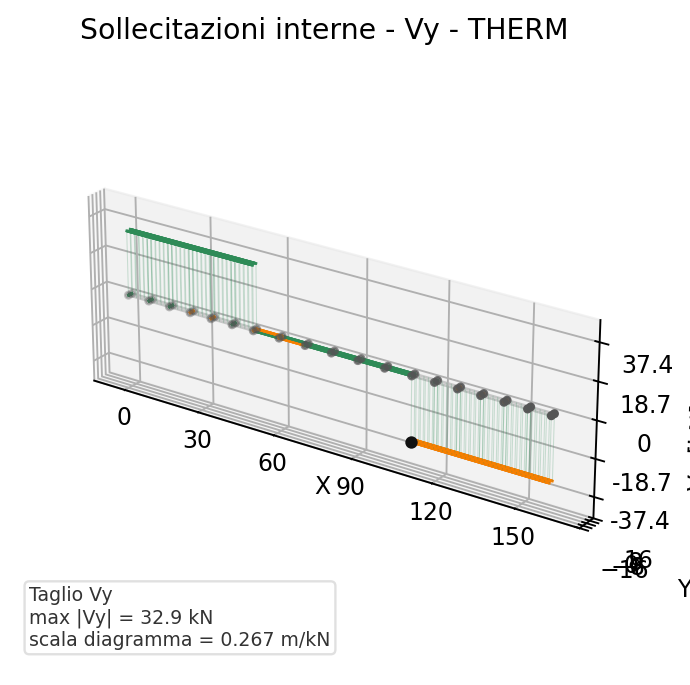 Sollecitazioni interne - Vy - THERM
37.4
18.7
0
-18.7
-37.4
0
30
60
X
90
120
150
−16
Y
Taglio Vy
max |Vy| = 32.9 kN
scala diagramma = 0.267 m/kN